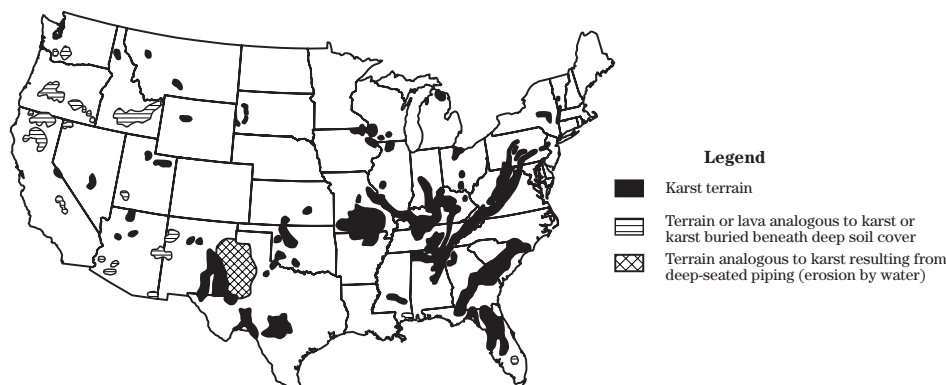 Legend
Karst terrain
Terrain or lava analogous to karst or
karst buried beneath deep soil cover
Terrain analogous to karst resulting from
deep-seated piping (erosion by water)